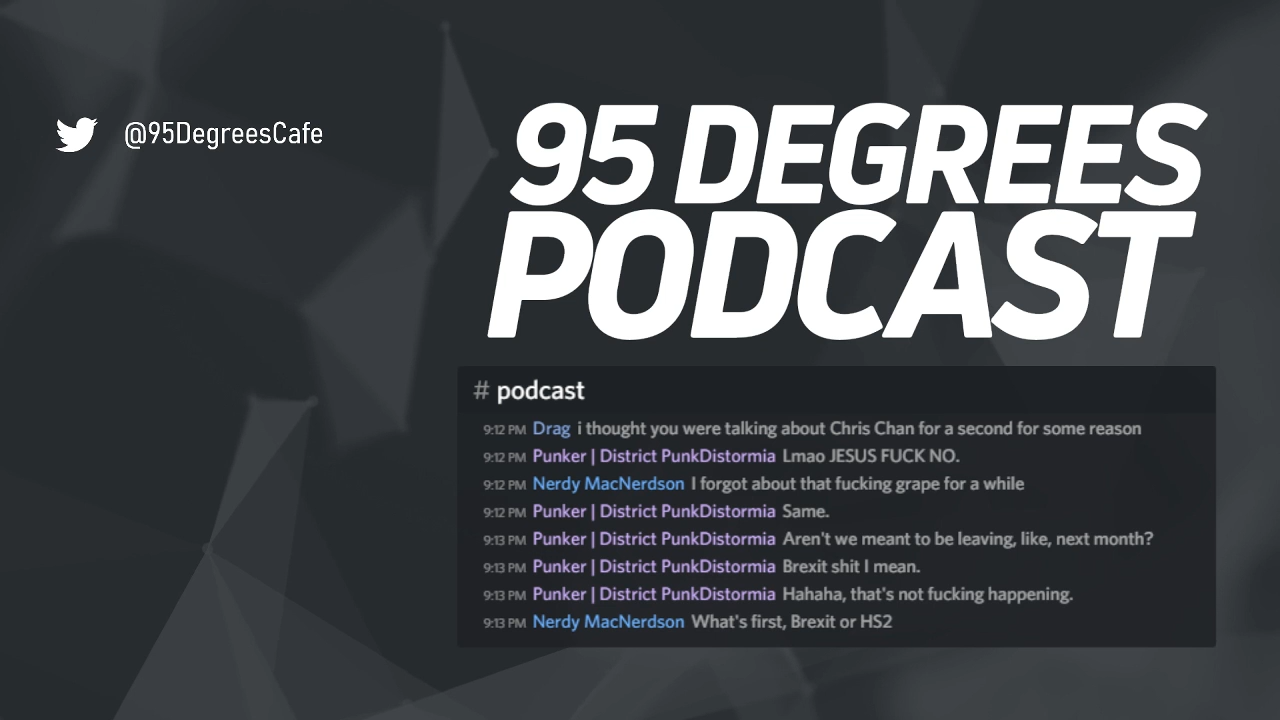 @95DegreesCafe
95 DEGREES
PODCAST
# podcast
9:12 PM Drag i thought you were talking about Chris Chan for a second for some reason
9:12 PM Punker | District PunkDistormia Lmao JESUS FUCK NO.
9:12 PM Nerdy MacNerdson I forgot about that fucking grape for a while
9:12 PM Punker | District PunkDistormia Same.
9:13 PM Punker | District PunkDistormia Aren't we meant to be leaving, like, next month?
9:13 PM Punker | District PunkDistormia Brexit shit I mean.
9:13 PM Punker | District PunkDistormia Hahaha, that's not fucking happening.
9:13 PM Nerdy MacNerdson What's first, Brexit or HS2